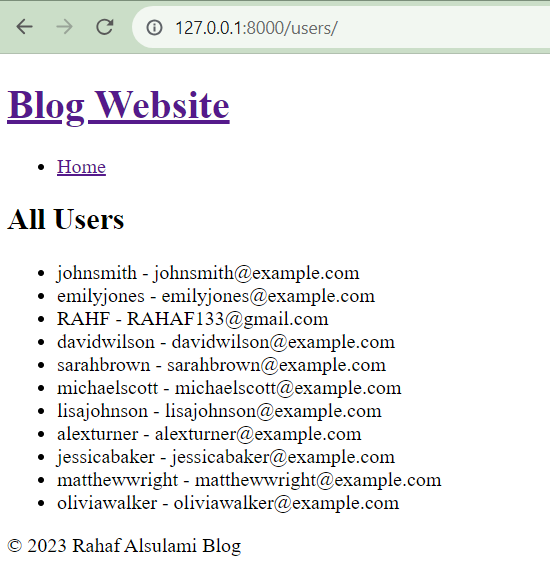 127.0.0.1:8000/users/
Blog Website
Home
All Users
johnsmith - johnsmith@example.com
emilyjones - emilyjones@example.com
RAHF - RAHAF133@gmail.com
davidwilson - davidwilson@example.com
sarahbrown - sarahbrown@example.com
michaelscott - michaelscott@example.com
lisajohnson - lisajohnson@example.com
alexturner - alexturner@example.com
jessicabaker - jessicabaker@example.com
matthewwright - matthewwright@example.com
oliviawalker - oliviawalker@example.com
© 2023 Rahaf Alsulami Blog